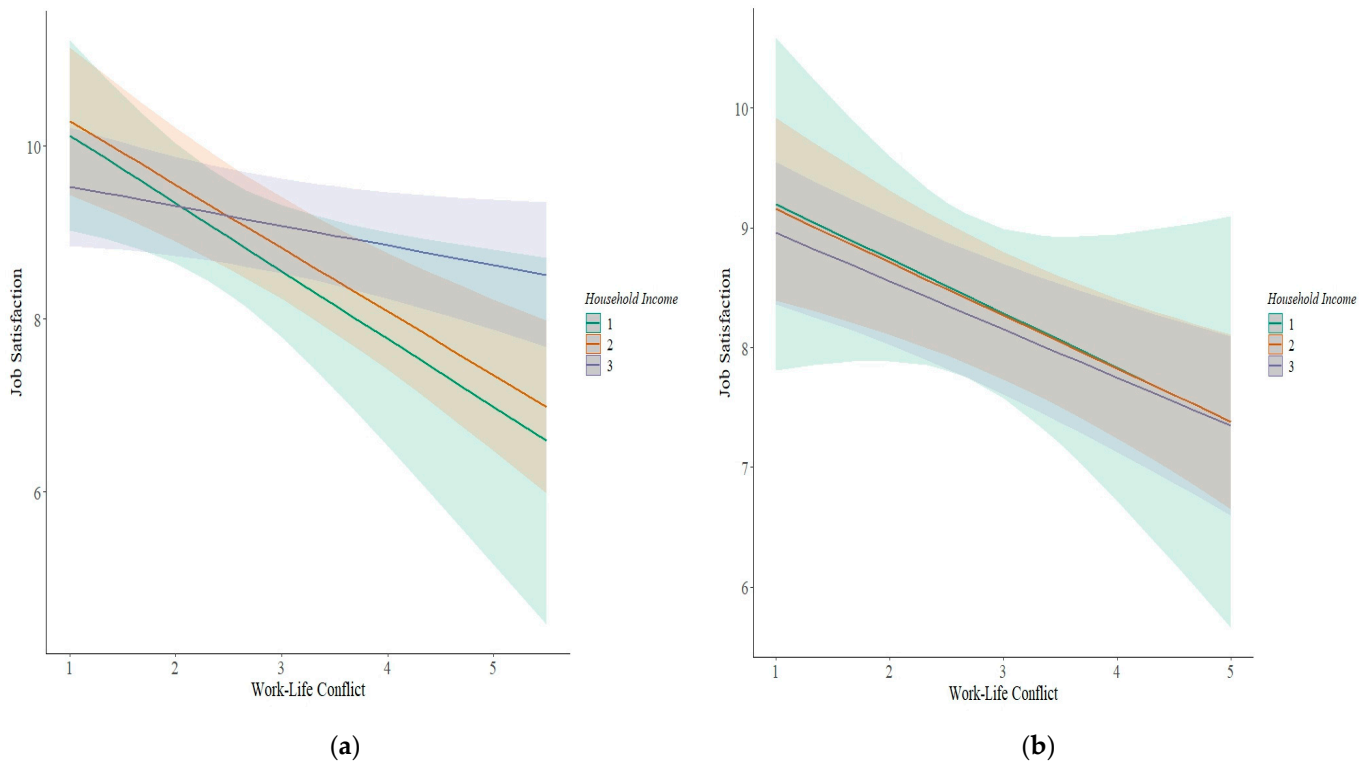 10
8
6
Job Satisfaction
1 2 3 4 5
Work-Life Conflict
Household Income
1
2
3
(a)
10
9
8
7
6
Job Satisfaction
1 2 3 4 5
Work-Life Conflict
Household Income
1
2
3
(b)